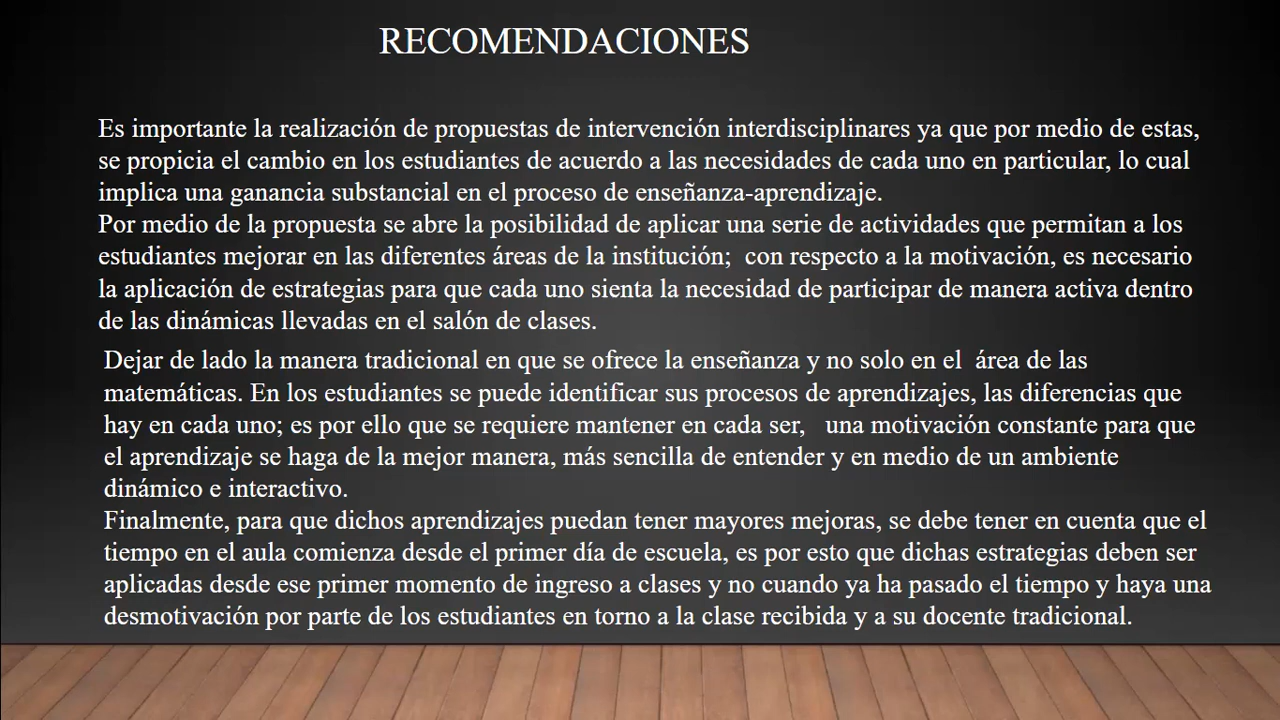 RECOMENDACIONES
Es importante la realización de propuestas de intervención interdisciplinares ya que por medio de estas,
se propicia el cambio en los estudiantes de acuerdo a las necesidades de cada uno en particular, lo cual
implica una ganancia substancial en el proceso de enseñanza-aprendizaje.
Por medio de la propuesta se abre la posibilidad de aplicar una serie de actividades que permitan a los
estudiantes mejorar en las diferentes áreas de la institución;  con respecto a la motivación, es necesario
la aplicación de estrategias para que cada uno sienta la necesidad de participar de manera activa dentro
de las dinámicas llevadas en el salón de clases.
Dejar de lado la manera tradicional en que se ofrece la enseñanza y no solo en el  área de las
matemáticas. En los estudiantes se puede identificar sus procesos de aprendizajes, las diferencias que
hay en cada uno; es por ello que se requiere mantener en cada ser,   una motivación constante para que
el aprendizaje se haga de la mejor manera, más sencilla de entender y en medio de un ambiente
dinámico e interactivo.
Finalmente, para que dichos aprendizajes puedan tener mayores mejoras, se debe tener en cuenta que el
tiempo en el aula comienza desde el primer día de escuela, es por esto que dichas estrategias deben ser
aplicadas desde ese primer momento de ingreso a clases y no cuando ya ha pasado el tiempo y haya una
desmotivación por parte de los estudiantes en torno a la clase recibida y a su docente tradicional.